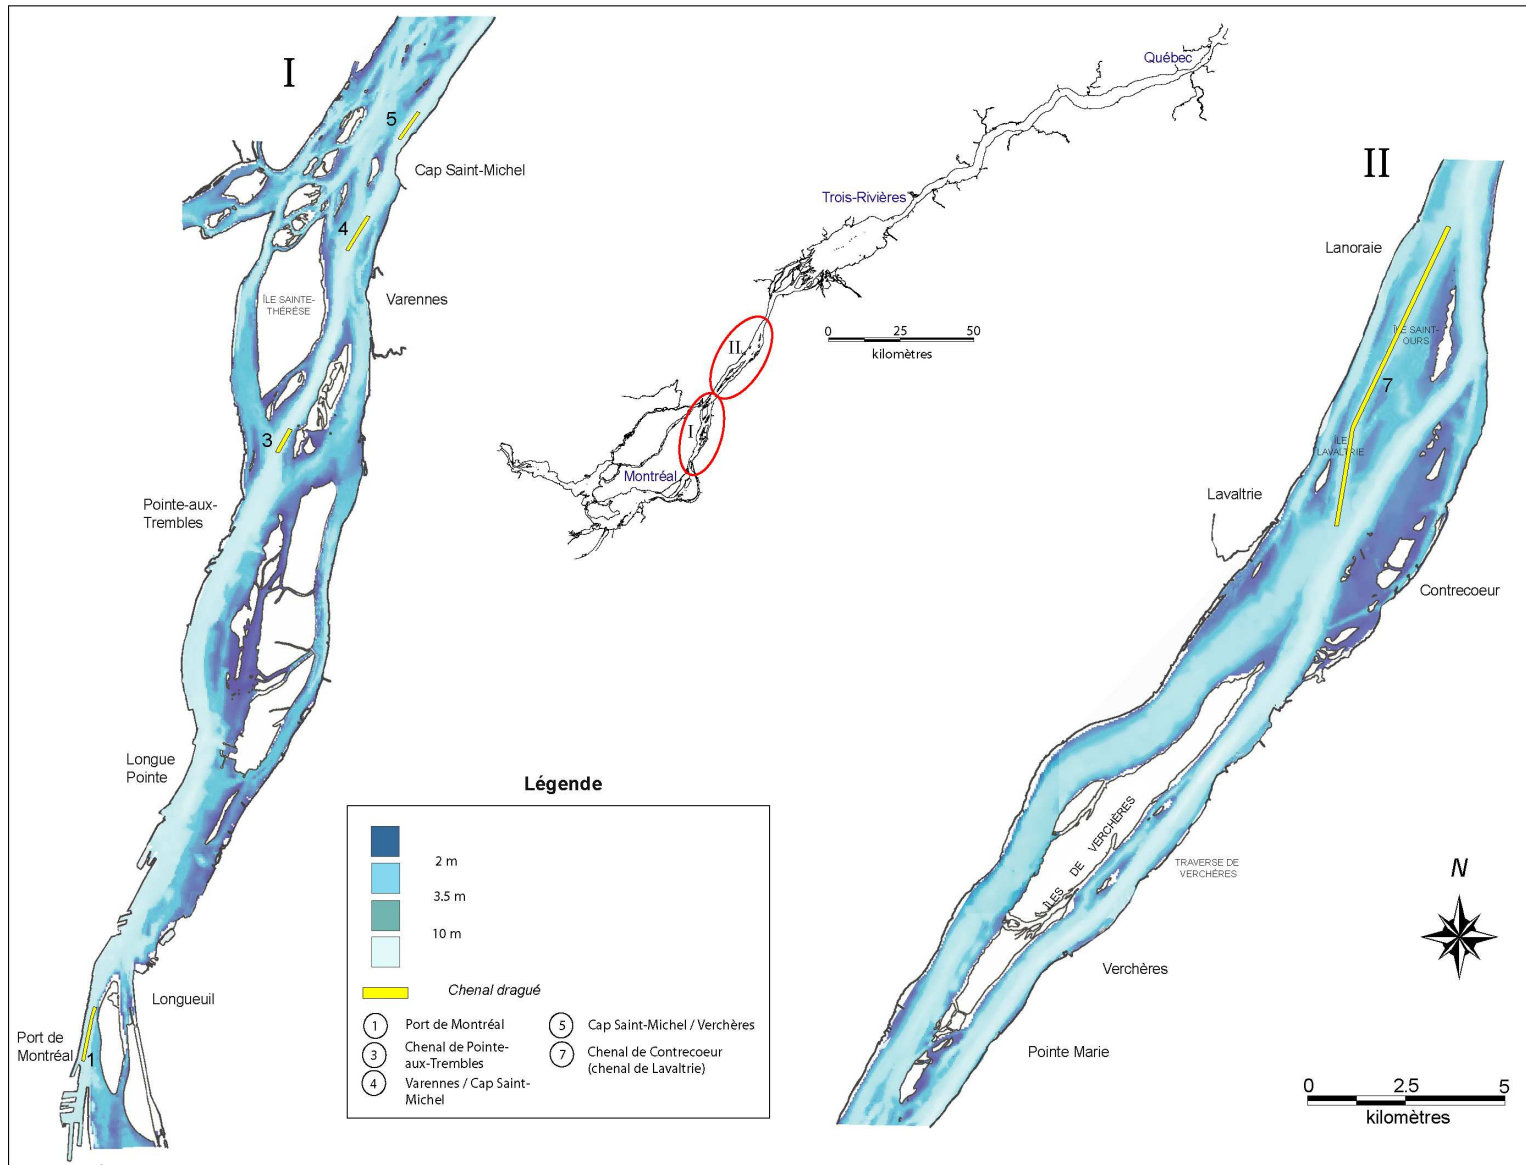 I
5
Cap Saint-Michel
4
ÎLE SAINTE-
THÉRÈSE
Varennes
3
Pointe-aux-
Trembles
Longue
Pointe
Longueuil
Port de
Montréal
1
Québec
Trois-Rivières
0 25 50
kilomètres
II
I
Montréal
II
Lanoraie
ÎLE SAINT-
OURS
7
ÎLE
LAVALTRIE
Lavaltrie
Contrecoeur
ÎLES DE VERCHÈRES
TRAVERSE DE
VERCHÈRES
Verchères
Pointe Marie
N
0 2.5 5
kilomètres
Légende
2 m
3.5 m
10 m
Chenal dragué
1 Port de Montréal
3 Chenal de Pointe-
aux-Trembles
4 Varennes / Cap Saint-
Michel
5 Cap Saint-Michel / Verchères
7 Chenal de Contrecoeur
(chenal de Lavaltrie)